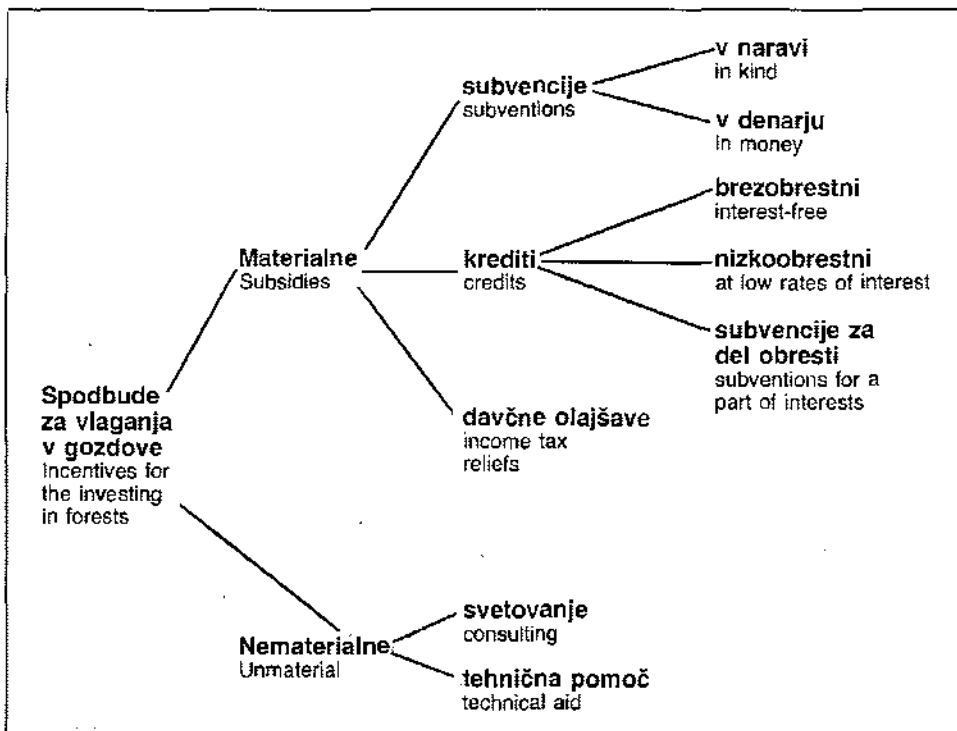 v naravi
in kind
subvencije
subventions
v denarju
in money
brezobrestni
interest-free
Materialne
Subsidies
krediti
credits
nizkoobrestni
at low rates of interest
subvencije za
del obresti
subventions for a
part of interests
Spodbude
za vlaganja
v gozdove
Incentives for
the investing
in forests
davčne olajšave
income tax
reliefs
svetovanje
consulting
Nematerialne
Unmaterial
tehnična pomoč
technical aid